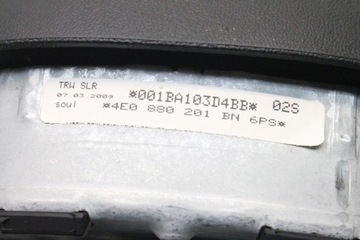 TRW SLR
07.03.2009 *001BA103D4BB* 02S
soul *4E0 880 201 BN 6PS*